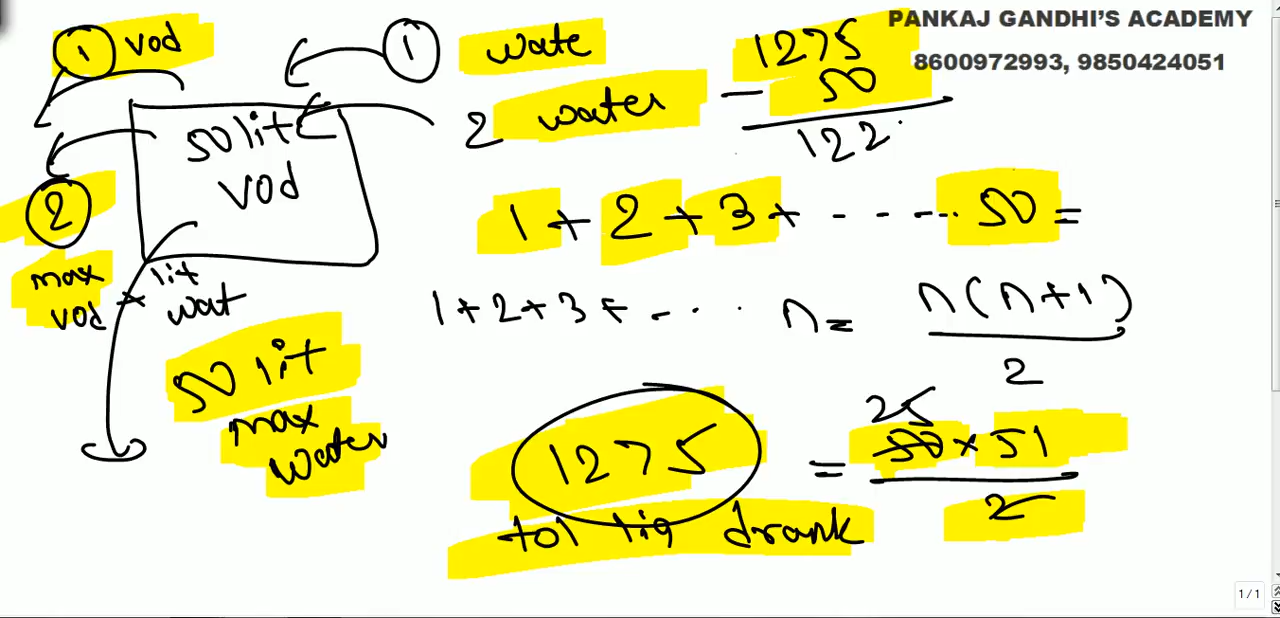 PANKAJ GANDHI'S ACADEMY
8600972993, 9850424051
1 vod
1 wate
2 water
1275
- 50
122
50 lit
vod
2
max
vod + lit
wat
1 + 2 + 3 + - - - - ... 50 =
1 + 2 + 3 + - . . . n = n(n+1)
2
50 lit
max
water
25
1275 = 50 × 51
2
tot liq drank
1/1